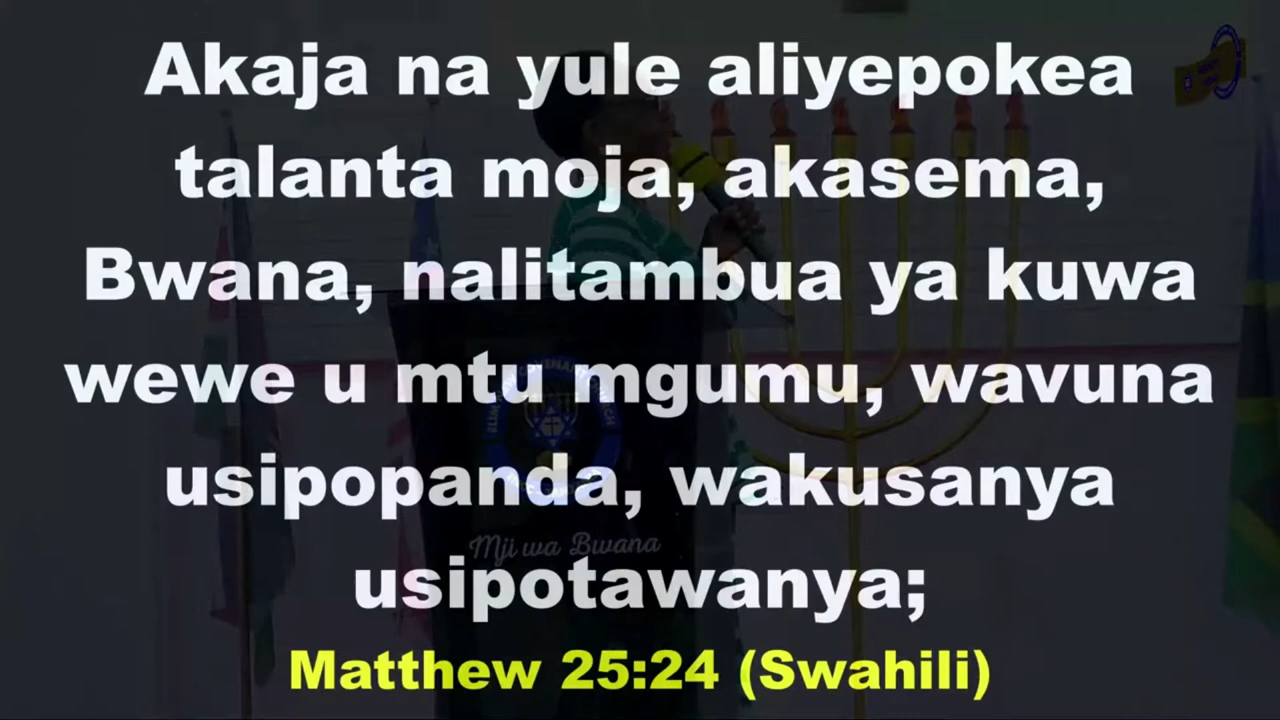 Akaja na yule aliyepokea
talanta moja, akasema,
Bwana, nalitambua ya kuwa
wewe u mtu mgumu, wavuna
usipopanda, wakusanya
usipotawanya;
Matthew 25:24 (Swahili)
Mji wa Bwana